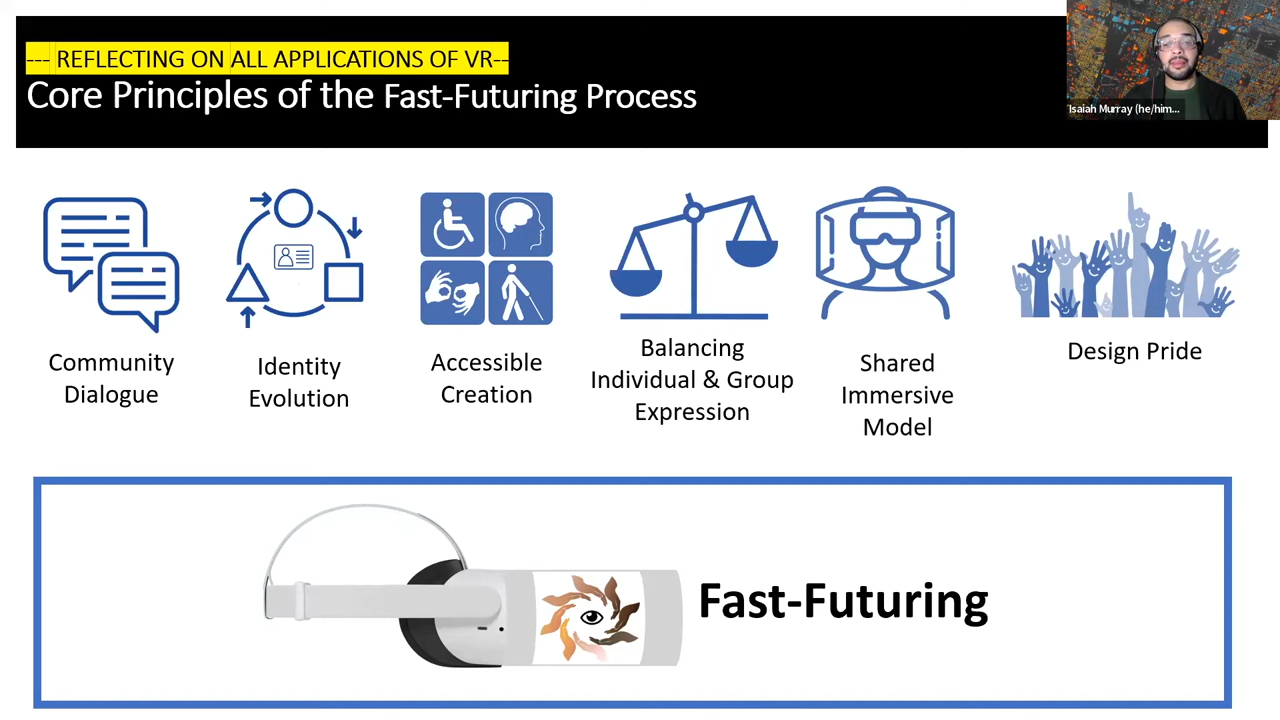 --- REFLECTING ON ALL APPLICATIONS OF VR--
Core Principles of the Fast-Futuring Process
Isaiah Murray (he/him...
Community
Dialogue
Identity
Evolution
Accessible
Creation
Balancing
Individual & Group
Expression
Shared
Immersive
Model
Design Pride
Fast-Futuring